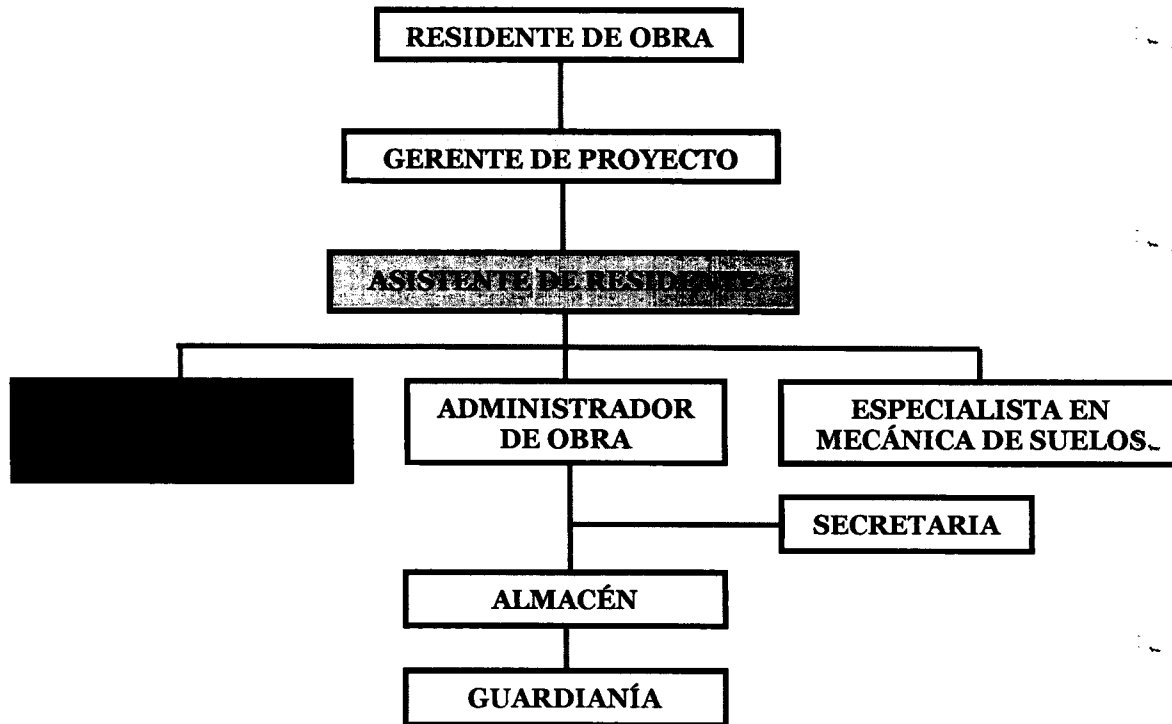 RESIDENTE DE OBRA
GERENTE DE PROYECTO
ASISTENTE DE RESIDENTE
ADMINISTRADOR
DE OBRA
ESPECIALISTA EN
MECÁNICA DE SUELOS
SECRETARIA
ALMACÉN
GUARDIANÍA